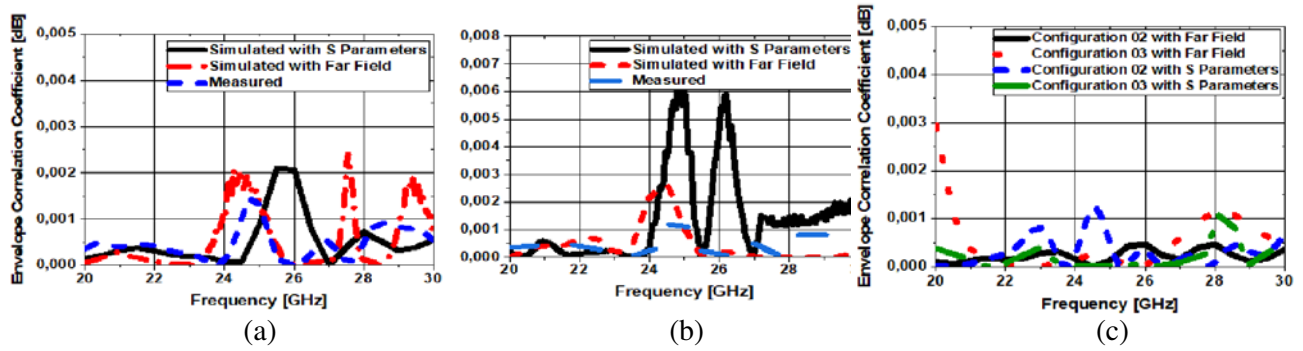 Envelope Correlation Coefficient [dB]
0,005
0,004
0,003
0,002
0,001
0,000
Simulated with S Parameters
Simulated with Far Field
Measured
20 22 24 26 28 30
Frequency [GHz]
(a)
0,008
0,007
0,006
0,005
0,004
0,003
0,002
0,001
0,000
Simulated with S Parameters
Simulated with Far Field
Measured
20 22 24 26 28
Frequency [GHz]
(b)
Envelope Correlation Coefficient [dB]
0,005
0,004
0,003
0,002
0,001
0,000
Configuration 02 with Far Field
Configuration 03 with Far Field
Configuration 02 with S Parameters
Configuration 03 with S Parameters
20 22 24 26 28 30
Frequency [GHz]
(c)